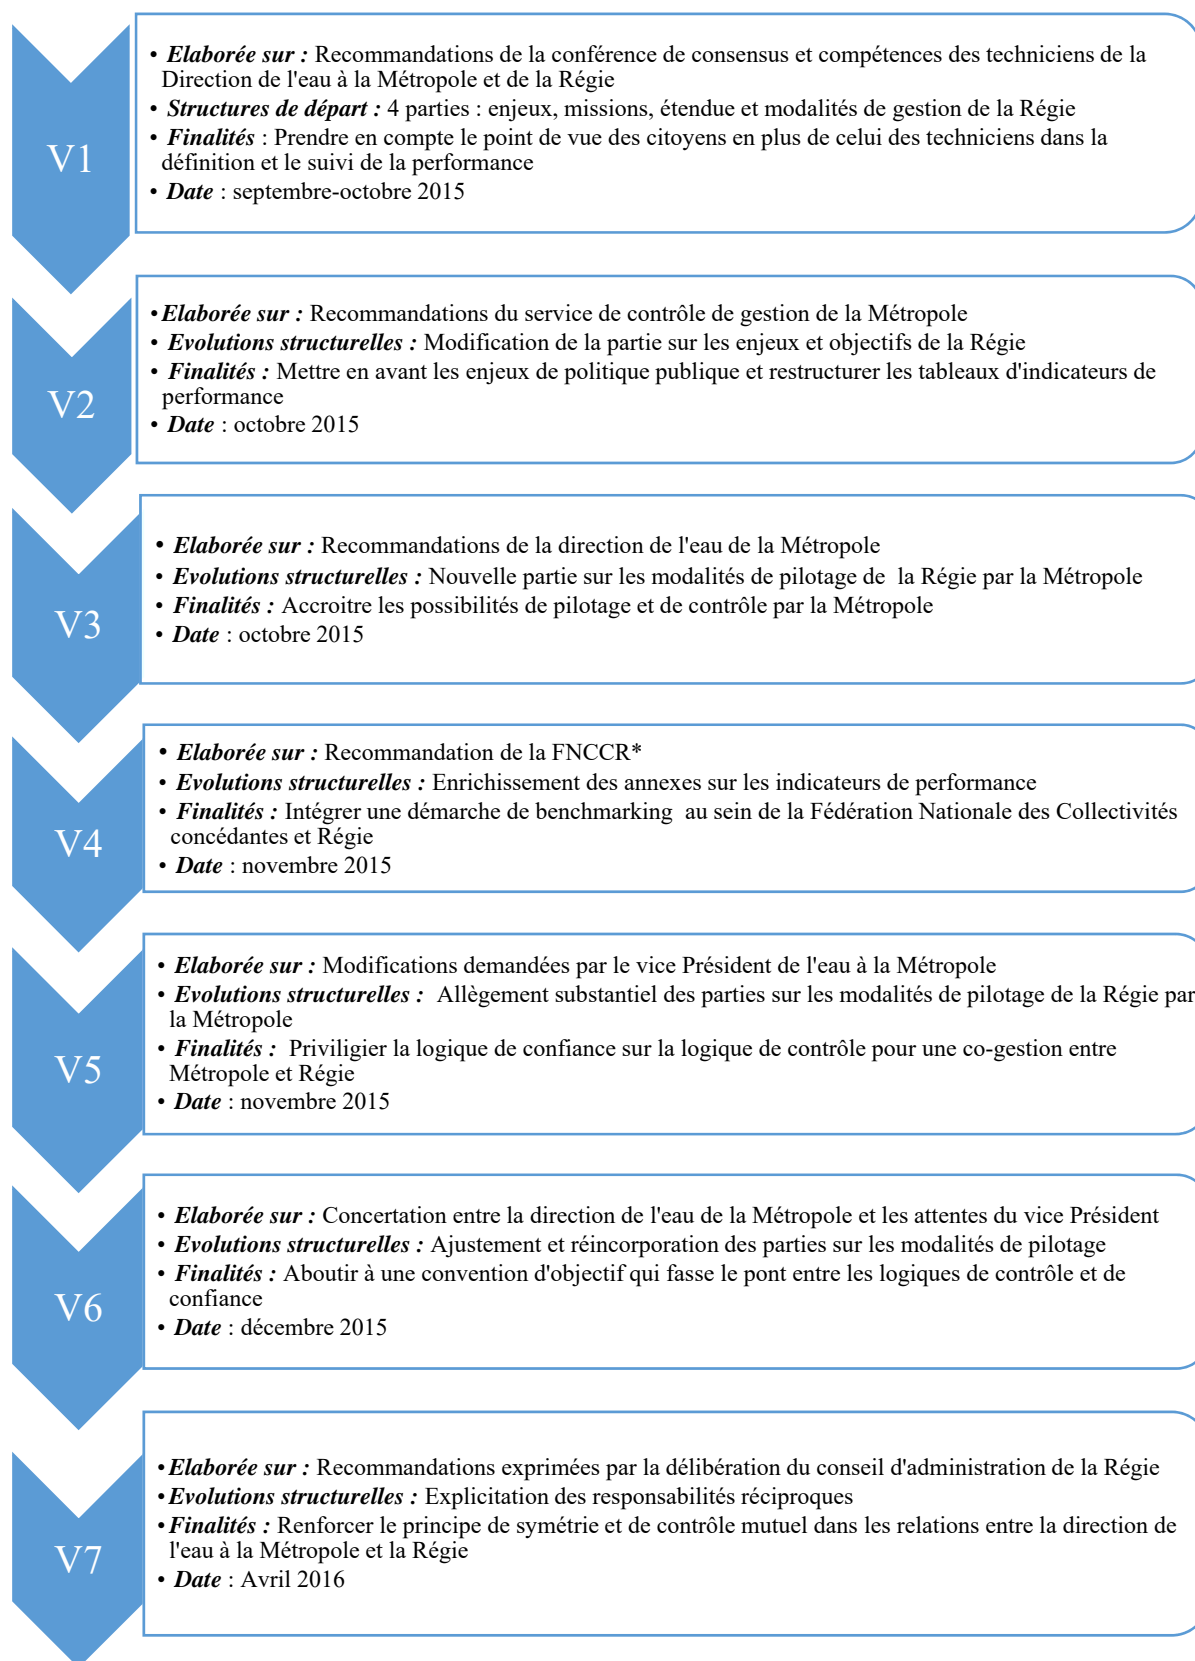 V1
• Elaborée sur : Recommandations de la conférence de consensus et compétences des techniciens de la
Direction de l'eau à la Métropole et de la Régie
• Structures de départ : 4 parties : enjeux, missions, étendue et modalités de gestion de la Régie
• Finalités : Prendre en compte le point de vue des citoyens en plus de celui des techniciens dans la
définition et le suivi de la performance
• Date : septembre-octobre 2015
V2
• Elaborée sur : Recommandations du service de contrôle de gestion de la Métropole
• Evolutions structurelles : Modification de la partie sur les enjeux et objectifs de la Régie
• Finalités : Mettre en avant les enjeux de politique publique et restructurer les tableaux d'indicateurs de
performance
• Date : octobre 2015
V3
• Elaborée sur : Recommandations de la direction de l'eau de la Métropole
• Evolutions structurelles : Nouvelle partie sur les modalités de pilotage de la Régie par la Métropole
• Finalités : Accroitre les possibilités de pilotage et de contrôle par la Métropole
• Date : octobre 2015
V4
• Elaborée sur : Recommandation de la FNCCR*
• Evolutions structurelles : Enrichissement des annexes sur les indicateurs de performance
• Finalités : Intégrer une démarche de benchmarking au sein de la Fédération Nationale des Collectivités
concédantes et Régie
• Date : novembre 2015
V5
• Elaborée sur : Modifications demandées par le vice Président de l'eau à la Métropole
• Evolutions structurelles : Allègement substantiel des parties sur les modalités de pilotage de la Régie par
la Métropole
• Finalités : Priviligier la logique de confiance sur la logique de contrôle pour une co-gestion entre
Métropole et Régie
• Date : novembre 2015
V6
• Elaborée sur : Concertation entre la direction de l'eau de la Métropole et les attentes du vice Président
• Evolutions structurelles : Ajustement et réincorporation des parties sur les modalités de pilotage
• Finalités : Aboutir à une convention d'objectif qui fasse le pont entre les logiques de contrôle et de
confiance
• Date : décembre 2015
V7
• Elaborée sur : Recommandations exprimées par la délibération du conseil d'administration de la Régie
• Evolutions structurelles : Explicitation des responsabilités réciproques
• Finalités : Renforcer le principe de symétrie et de contrôle mutuel dans les relations entre la direction de
l'eau à la Métropole et la Régie
• Date : Avril 2016